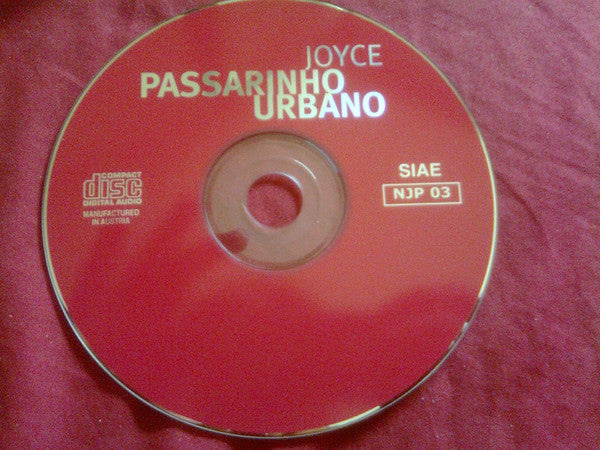 JOYCE
PASSARINHO
URBANO
COMPACT
disc
DIGITAL AUDIO
MANUFACTURED
IN AUSTRIA
SIAE
NJP 03